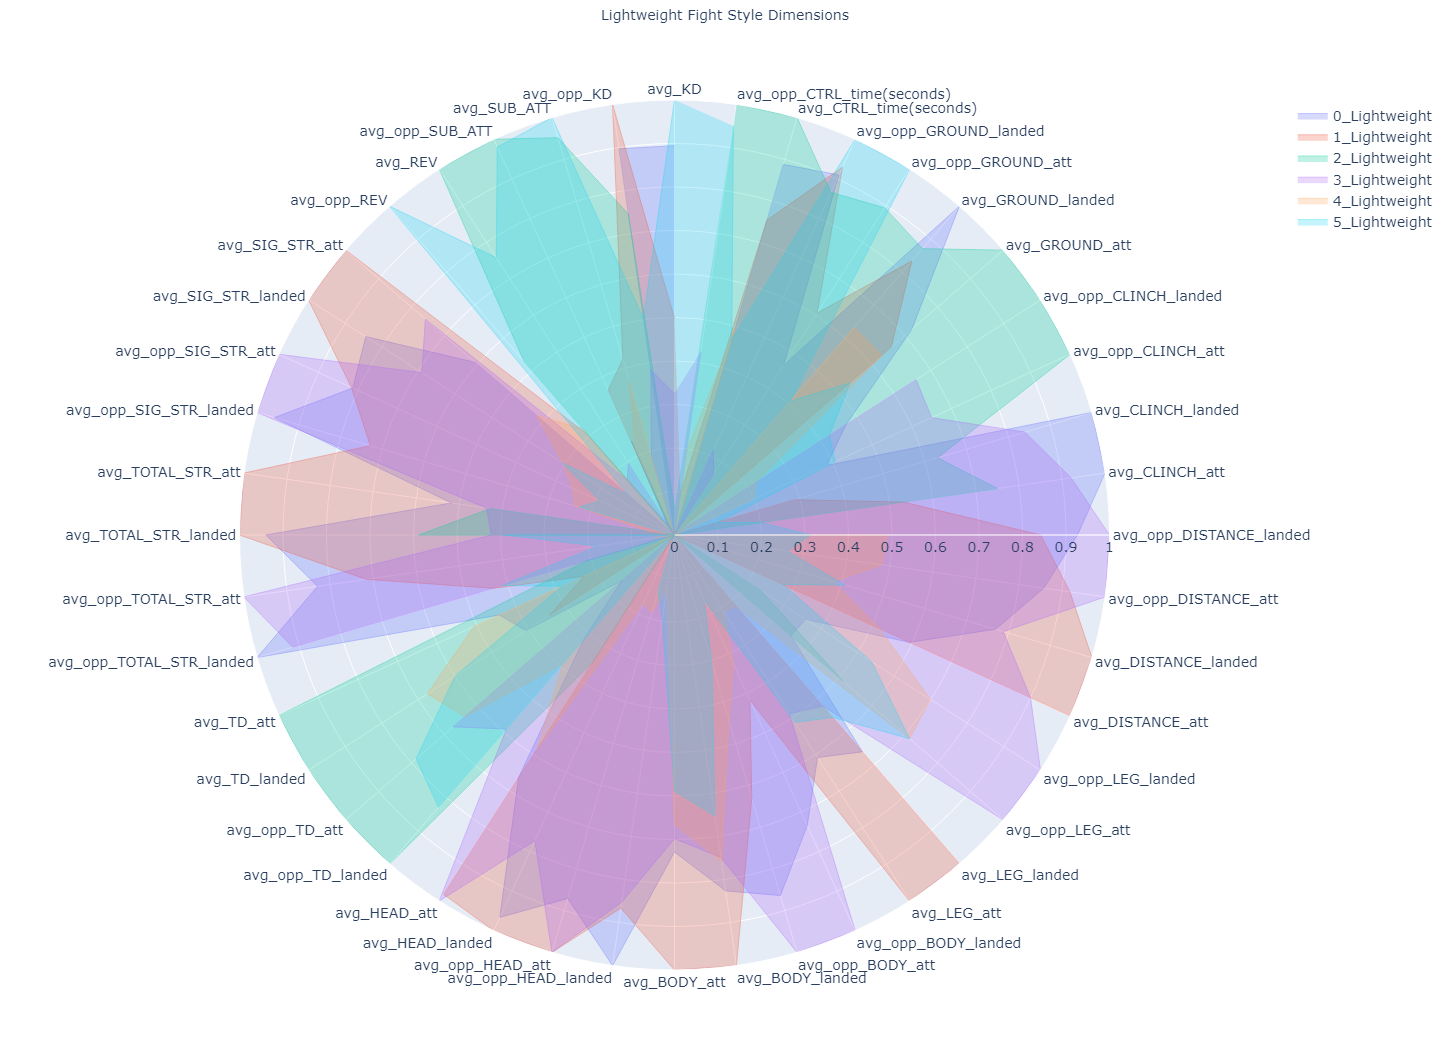 Lightweight Fight Style Dimensions
avg_KD
avg_opp_CTRL_time(seconds)
avg_CTRL_time(seconds)
avg_opp_GROUND_landed
avg_opp_GROUND_att
avg_GROUND_landed
avg_GROUND_att
avg_opp_CLINCH_landed
avg_opp_CLINCH_att
avg_CLINCH_landed
avg_CLINCH_att
avg_opp_DISTANCE_landed
avg_opp_DISTANCE_att
avg_DISTANCE_landed
avg_DISTANCE_att
avg_opp_LEG_landed
avg_opp_LEG_att
avg_LEG_landed
avg_LEG_att
avg_opp_BODY_landed
avg_opp_BODY_att
avg_BODY_landed
avg_BODY_att
avg_opp_HEAD_landed
avg_opp_HEAD_att
avg_HEAD_landed
avg_HEAD_att
avg_opp_TD_landed
avg_opp_TD_att
avg_TD_landed
avg_TD_att
avg_opp_TOTAL_STR_landed
avg_opp_TOTAL_STR_att
avg_TOTAL_STR_landed
avg_TOTAL_STR_att
avg_opp_SIG_STR_landed
avg_opp_SIG_STR_att
avg_SIG_STR_landed
avg_SIG_STR_att
avg_opp_REV
avg_REV
avg_opp_SUB_ATT
avg_SUB_ATT
avg_opp_KD
0 0.1 0.2 0.3 0.4 0.5 0.6 0.7 0.8 0.9 1
0_Lightweight
1_Lightweight
2_Lightweight
3_Lightweight
4_Lightweight
5_Lightweight